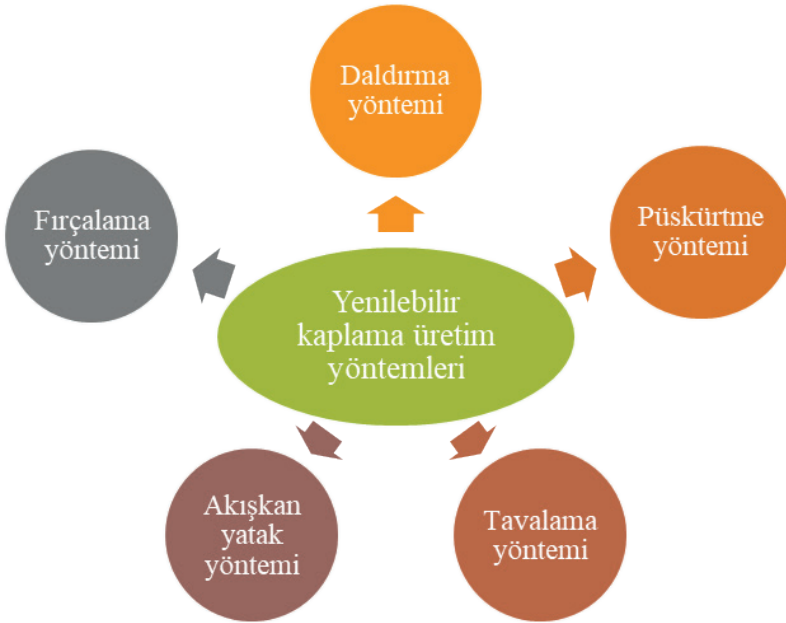 Daldırma
yöntemi
Fırçalama
yöntemi
Püskürtme
yöntemi
Yenilebilir
kaplama üretim
yöntemleri
Akışkan
yatak
yöntemi
Tavalama
yöntemi